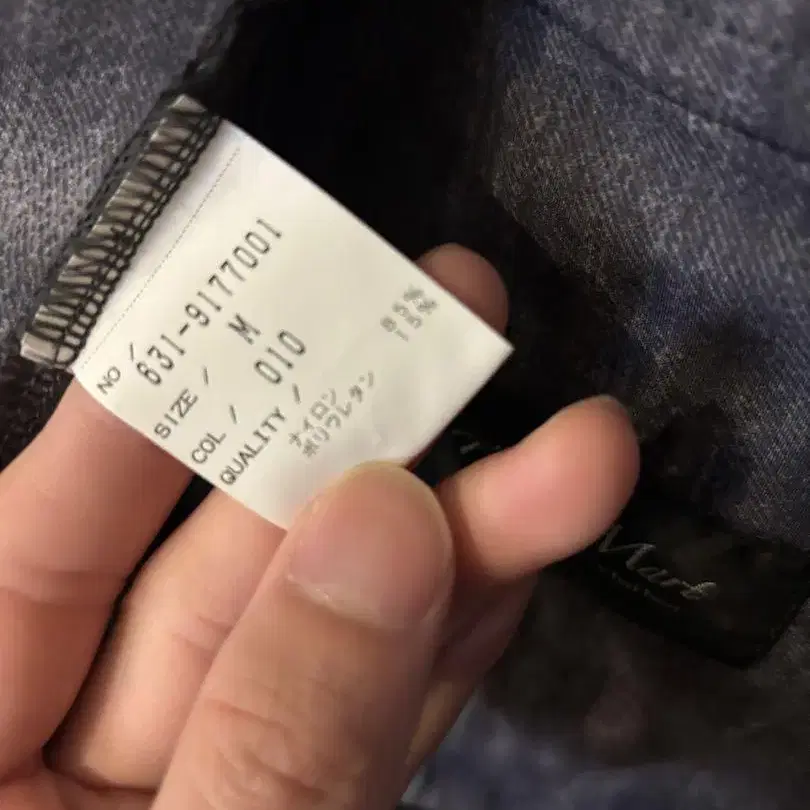 NO / 631-9177001
SIZE / M
COL / 010
QUALITY /
ナイロン 85%
ポリウレタン 15%
Mart